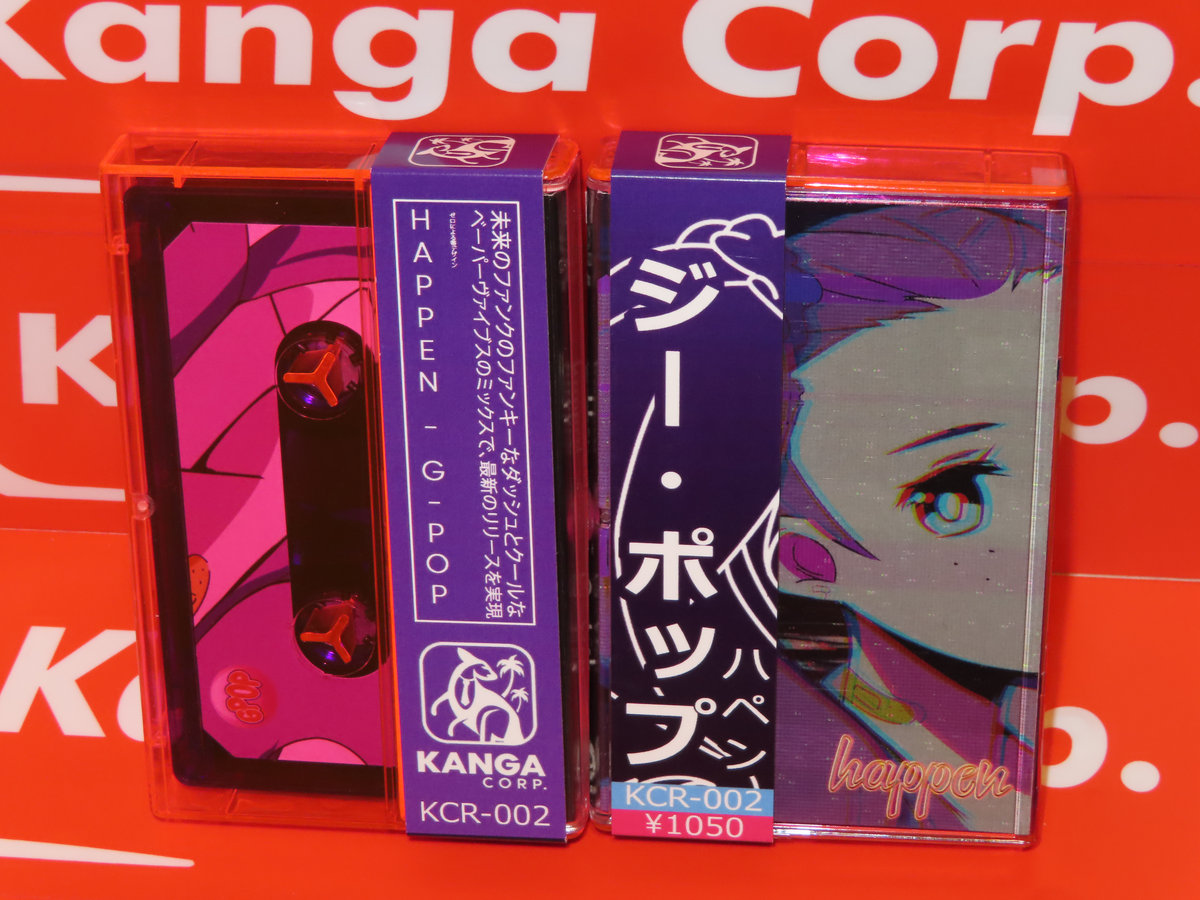 Kanga Corp.
未来のファンクのファンキーなダッシュとクールな
ベーパーヴァイブスのミックスで、最新のリリースを実現
HAPPEN - G-POP
KANGA
CORP.
KCR-002
ジー・ポップ
ハペン
KCR-002
¥1050
happen